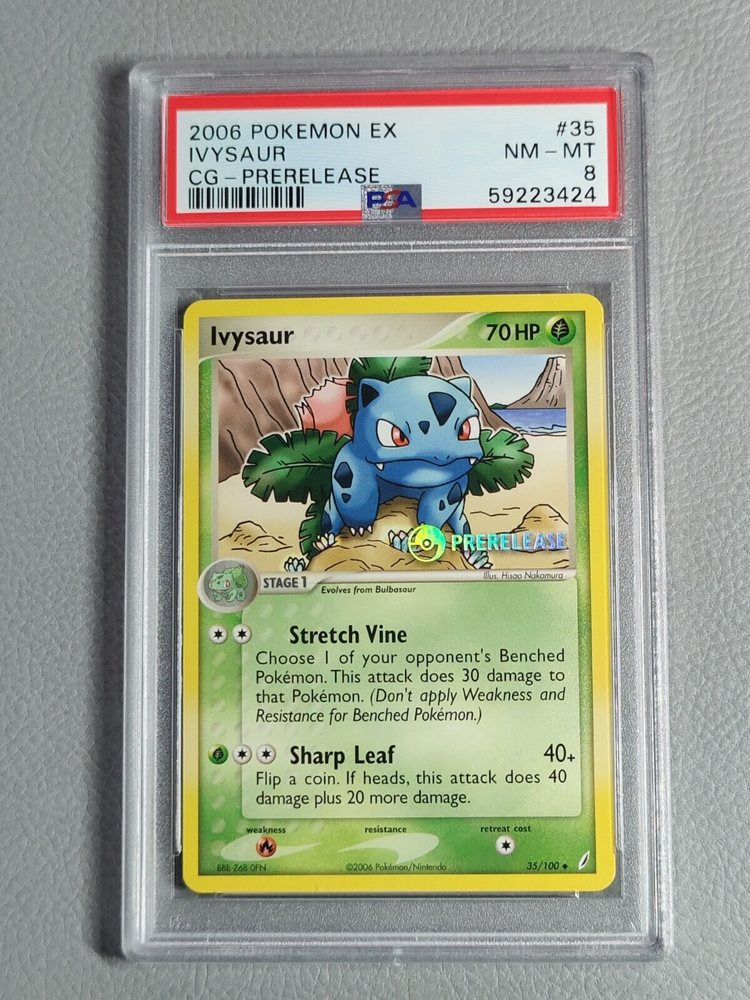 2006 POKEMON EX #35
IVYSAUR NM - MT
CG - PRERELEASE 8
PSA 59223424
Ivysaur 70 HP
PRERELEASE
Illus. Hisao Nakamura
STAGE 1
Evolves from Bulbasaur
Stretch Vine
Choose 1 of your opponent's Benched
Pokémon. This attack does 30 damage to
that Pokémon. (Don't apply Weakness and
Resistance for Benched Pokémon.)
Sharp Leaf 40+
Flip a coin. If heads, this attack does 40
damage plus 20 more damage.
weakness resistance retreat cost
BBB-Z6B-0FN ©2006 Pokémon/Nintendo 35/100